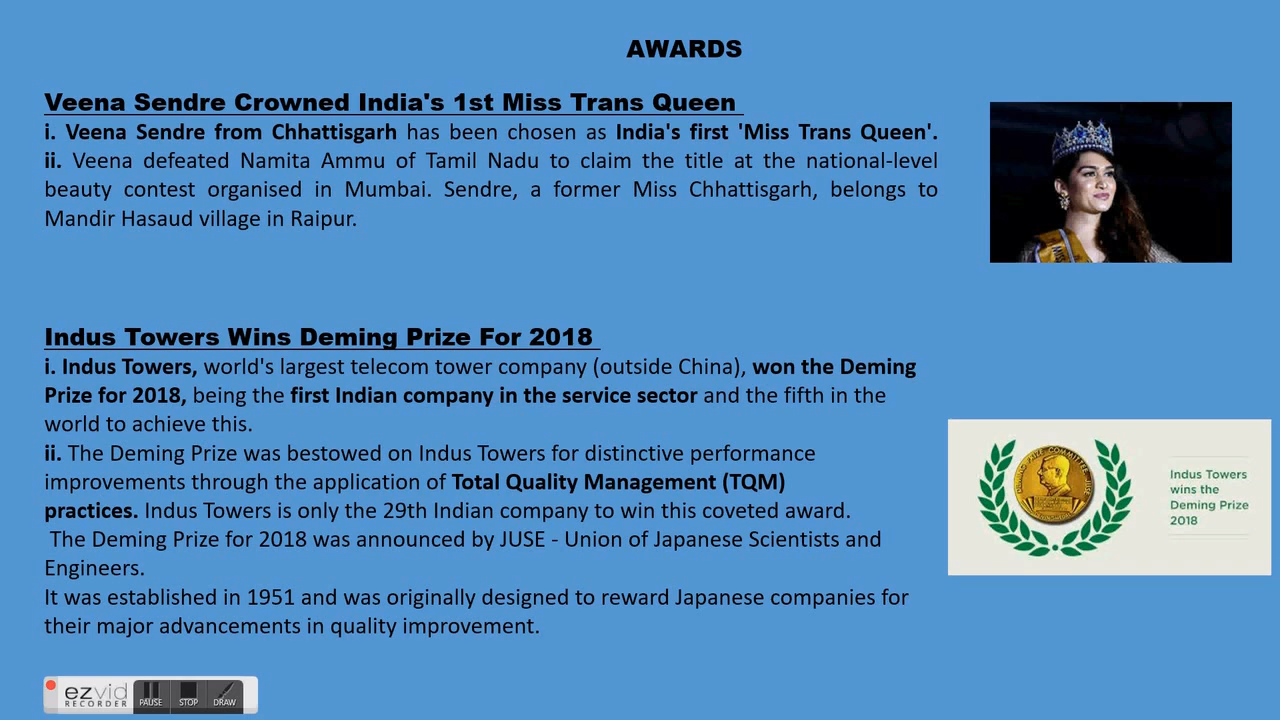 AWARDS
Veena Sendre Crowned India's 1st Miss Trans Queen
i. Veena Sendre from Chhattisgarh has been chosen as India's first 'Miss Trans Queen'.
ii. Veena defeated Namita Ammu of Tamil Nadu to claim the title at the national-level
beauty contest organised in Mumbai. Sendre, a former Miss Chhattisgarh, belongs to
Mandir Hasaud village in Raipur.
Indus Towers Wins Deming Prize For 2018
i. Indus Towers, world's largest telecom tower company (outside China), won the Deming
Prize for 2018, being the first Indian company in the service sector and the fifth in the
world to achieve this.
ii. The Deming Prize was bestowed on Indus Towers for distinctive performance
improvements through the application of Total Quality Management (TQM)
practices. Indus Towers is only the 29th Indian company to win this coveted award.
The Deming Prize for 2018 was announced by JUSE - Union of Japanese Scientists and
Engineers.
It was established in 1951 and was originally designed to reward Japanese companies for
their major advancements in quality improvement.
Indus Towers
wins the
Deming Prize
2018
ezvid
RECORDER
PAUSE
STOP
DRAW